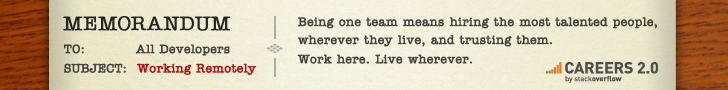 MEMORANDUM
TO: All Developers
SUBJECT: Working Remotely
Being one team means hiring the most talented people,
wherever they live, and trusting them.
Work here. Live wherever.
CAREERS 2.0
by stackoverflow